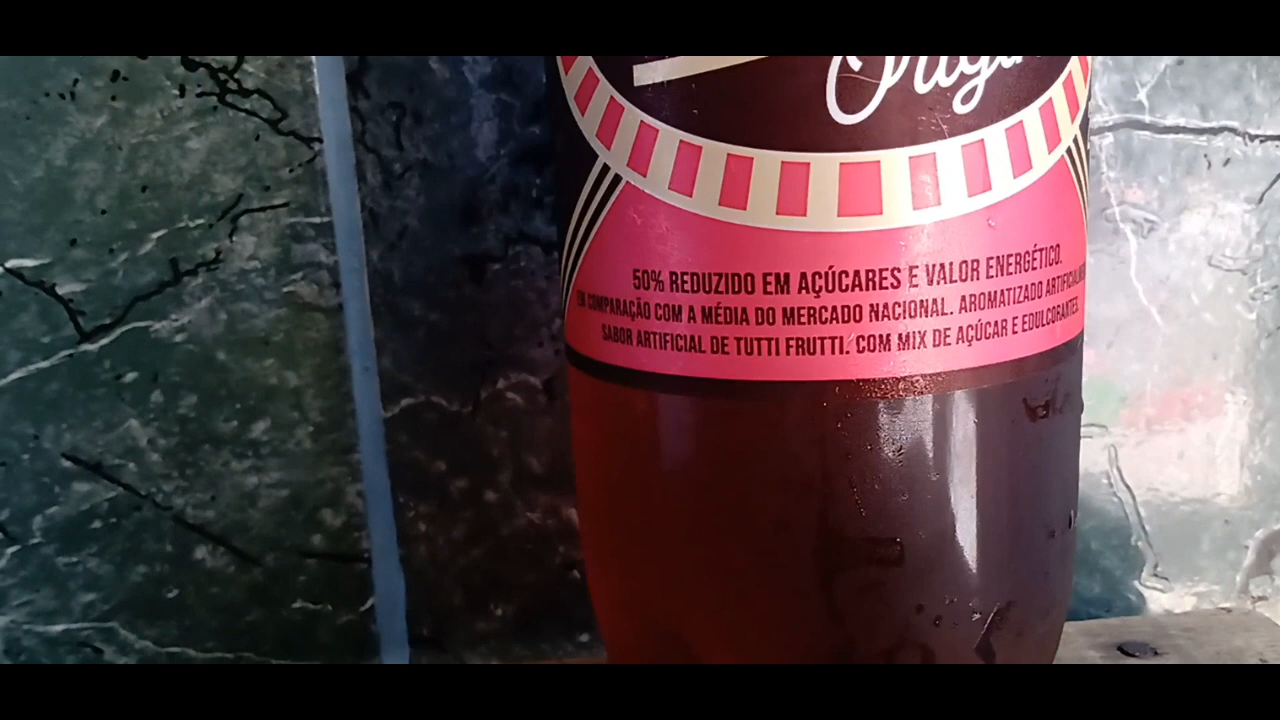 50% REDUZIDO EM AÇÚCARES E VALOR ENERGÉTICO.
EM COMPARAÇÃO COM A MÉDIA DO MERCADO NACIONAL. AROMATIZADO ARTIFICIALMENTE
SABOR ARTIFICIAL DE TUTTI FRUTTI. COM MIX DE AÇÚCAR E EDULCORANTES.